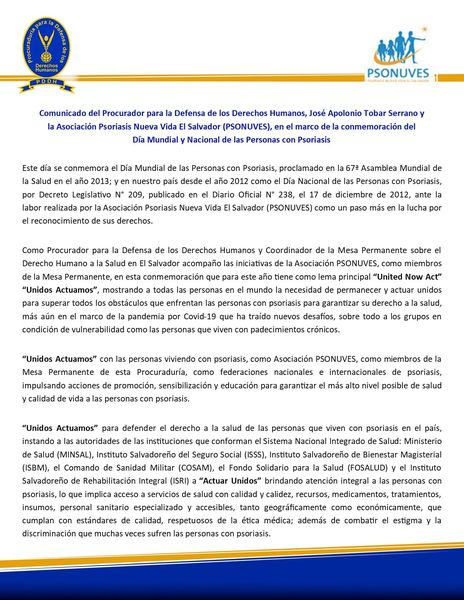 Procuraduría para la Defensa de los
Derechos
Humanos
PDDH
PSONUVES
1
Comunicado del Procurador para la Defensa de los Derechos Humanos, José Apolonio Tobar Serrano y
la Asociación Psoriasis Nueva Vida El Salvador (PSONUVES), en el marco de la conmemoración del
Día Mundial y Nacional de las Personas con Psoriasis
Este día se conmemora el Día Mundial de las Personas con Psoriasis, proclamado en la 67ª Asamblea Mundial de
la Salud en el año 2013; y en nuestro país desde el año 2012 como el Día Nacional de las Personas con Psoriasis,
por Decreto Legislativo N° 209, publicado en el Diario Oficial N° 238, el 17 de diciembre de 2012, ante la
labor realizada por la Asociación Psoriasis Nueva Vida El Salvador (PSONUVES) como un paso más en la lucha por
el reconocimiento de sus derechos.
Como Procurador para la Defensa de los Derechos Humanos y Coordinador de la Mesa Permanente sobre el
Derecho Humano a la Salud en El Salvador acompaño las iniciativas de la Asociación PSONUVES, como miembros
de la Mesa Permanente, en esta conmemoración que para este año tiene como lema principal “United Now Act”
“Unidos Actuamos”, mostrando a todas las personas en el mundo la necesidad de permanecer y actuar unidos
para superar todos los obstáculos que enfrentan las personas con psoriasis para garantizar su derecho a la salud,
más aún en el marco de la pandemia por Covid-19 que ha traído nuevos desafíos, sobre todo a los grupos en
condición de vulnerabilidad como las personas que viven con padecimientos crónicos.
“Unidos Actuamos” con las personas viviendo con psoriasis, como Asociación PSONUVES, como miembros de la
Mesa Permanente de esta Procuraduría, como federaciones nacionales e internacionales de psoriasis,
impulsando acciones de promoción, sensibilización y educación para garantizar el más alto nivel posible de salud
y calidad de vida a las personas con psoriasis.
“Unidos Actuamos” para defender el derecho a la salud de las personas que viven con psoriasis en el país,
instando a las autoridades de las instituciones que conforman el Sistema Nacional Integrado de Salud: Ministerio
de Salud (MINSAL), Instituto Salvadoreño del Seguro Social (ISSS), Instituto Salvadoreño de Bienestar Magisterial
(ISBM), el Comando de Sanidad Militar (COSAM), el Fondo Solidario para la Salud (FOSALUD) y el Instituto
Salvadoreño de Rehabilitación Integral (ISRI) a “Actuar Unidos” brindando atención integral a las personas con
psoriasis, lo que implica acceso a servicios de salud con calidad y calidez, recursos, medicamentos, tratamientos,
insumos, personal sanitario especializado y accesibles, tanto geográficamente como económicamente, que
cumplan con estándares de calidad, respetuosos de la ética médica; además de combatir el estigma y la
discriminación que muchas veces sufren las personas con psoriasis.